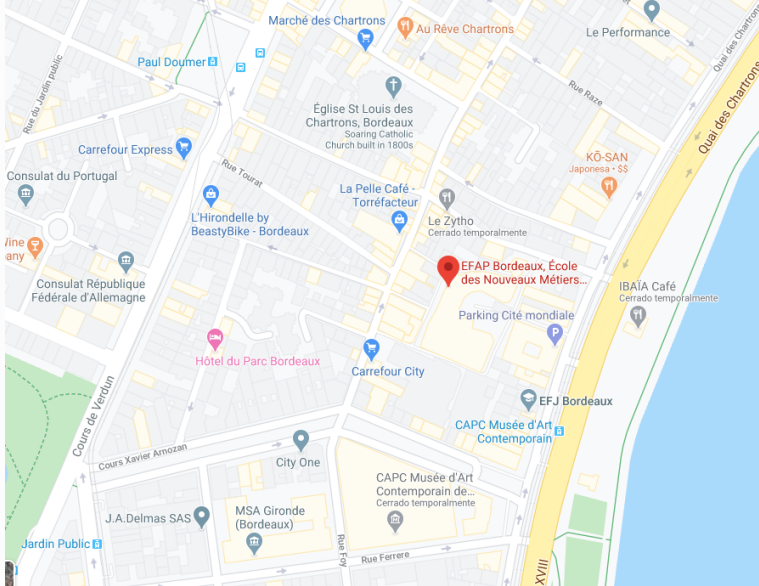 Marché des Chartrons
Au Rêve Chartrons
Le Performance
Quai des Chartrons
Paul Doumer
Rue du Jardin public
Rue Raze
Quai des Chartrons
Église St Louis des
Chartrons, Bordeaux
Soaring Catholic
Church built in 1800s
Carrefour Express
Rue Tourat
KŌ-SAN
Japonesa • $$
Consulat du Portugal
La Pelle Café -
Torréfacteur
L'Hirondelle by
BeastyBike - Bordeaux
Le Zytho
Cerrado temporalmente
Wine
any
EFAP Bordeaux, École
des Nouveaux Métiers...
Consulat République
Fédérale d'Allemagne
IBAÏA Café
Cerrado temporalmente
Parking Cité mondiale
Hôtel du Parc Bordeaux
Carrefour City
Cours de Verdun
EFJ Bordeaux
CAPC Musée d'Art
Contemporain
Cours Xavier Arnozan
City One
CAPC Musée d'Art
Contemporain de...
Cerrado temporalmente
J.A.Delmas SAS
MSA Gironde
(Bordeaux)
Jardin Public
Rue Foy
Rue Ferrere
XVIII